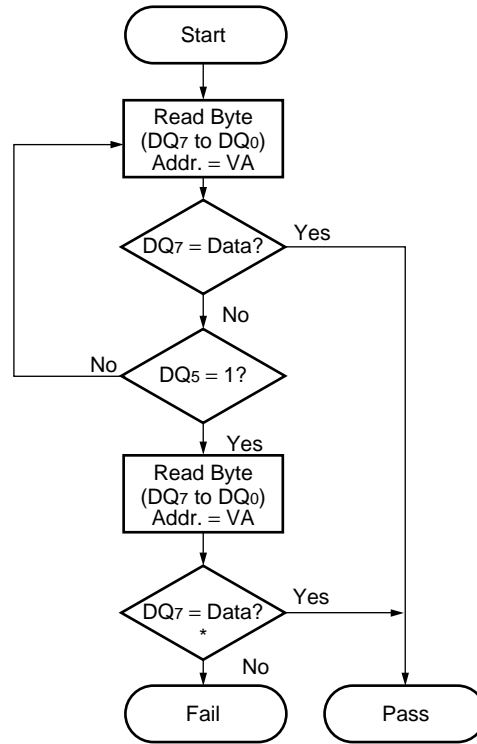 Start
Read Byte
(DQ7 to DQ0)
Addr. = VA
DQ7 = Data?
Yes
No
DQ5 = 1?
No
Yes
Read Byte
(DQ7 to DQ0)
Addr. = VA
DQ7 = Data?
*
Yes
No
Fail
Pass